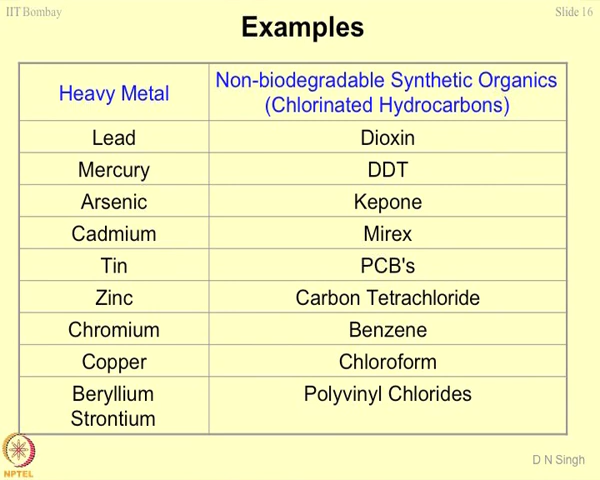 IIT Bombay
Slide 16
Examples
Heavy Metal
Non-biodegradable Synthetic Organics
(Chlorinated Hydrocarbons)
Lead Dioxin
Mercury DDT
Arsenic Kepone
Cadmium Mirex
Tin PCB's
Zinc Carbon Tetrachloride
Chromium Benzene
Copper Chloroform
Beryllium Polyvinyl Chlorides
Strontium
NPTEL
D N Singh